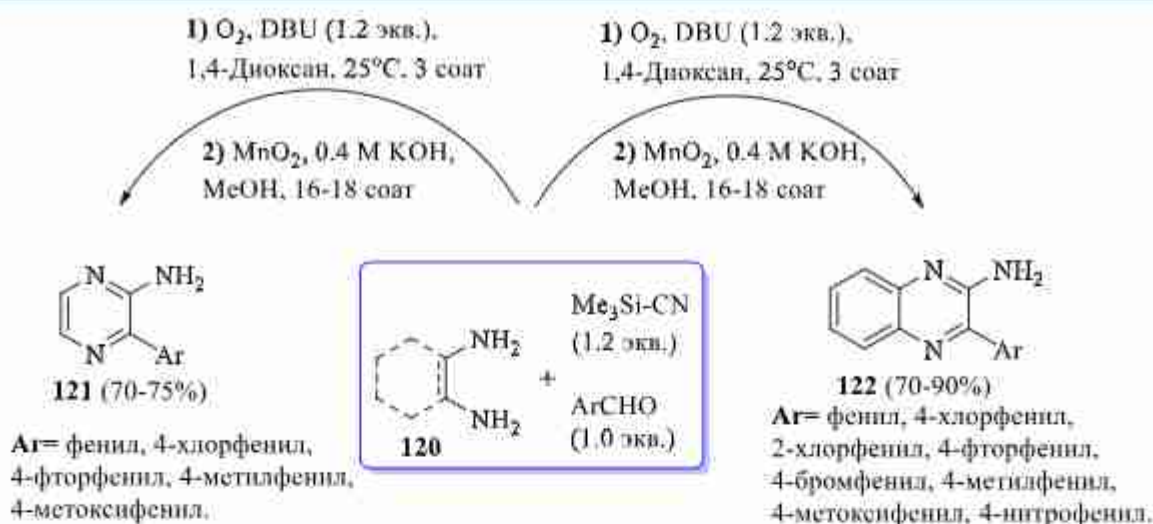 1) O₂, DBU (1.2 экв.),
1,4-Диоксан, 25°C, 3 соат
2) MnO₂, 0.4 M KOH,
MeOH, 16-18 соат
1) O₂, DBU (1.2 экв.),
1,4-Диоксан, 25°C, 3 соат
2) MnO₂, 0.4 M KOH,
MeOH, 16-18 соат
N
NH₂
N
Ar
121 (70-75%)
Ar= фенил, 4-хлорфенил,
4-фторфенил, 4-метилфенил,
4-метоксифенил.
NH₂
NH₂
120
+
Me₃Si-CN
(1.2 экв.)
ArCHO
(1.0 экв.)
N
NH₂
N
Ar
122 (70-90%)
Ar= фенил, 4-хлорфенил,
2-хлорфенил, 4-фторфенил,
4-бромфенил, 4-метилфенил,
4-метоксифенил, 4-нитрофенил.